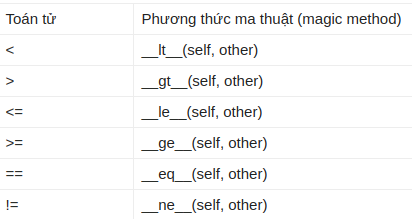 Toán tử Phương thức ma thuật (magic method)
< __lt__(self, other)
> __gt__(self, other)
<= __le__(self, other)
>= __ge__(self, other)
== __eq__(self, other)
!= __ne__(self, other)